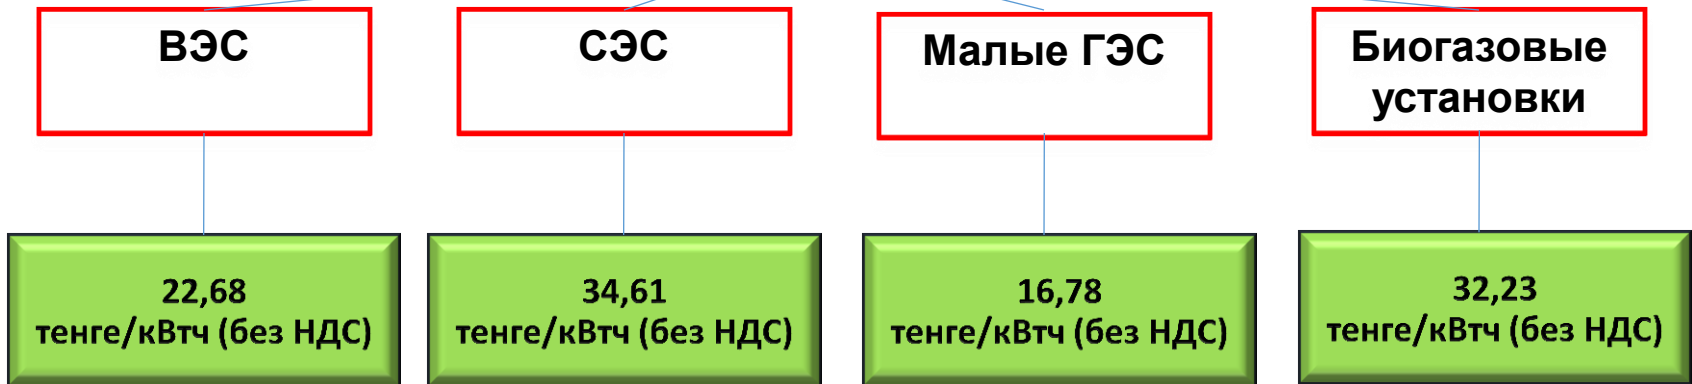 ВЭС
СЭС
Малые ГЭС
Биогазовые
установки
22,68
тенге/кВтч (без НДС)
34,61
тенге/кВтч (без НДС)
16,78
тенге/кВтч (без НДС)
32,23
тенге/кВтч (без НДС)